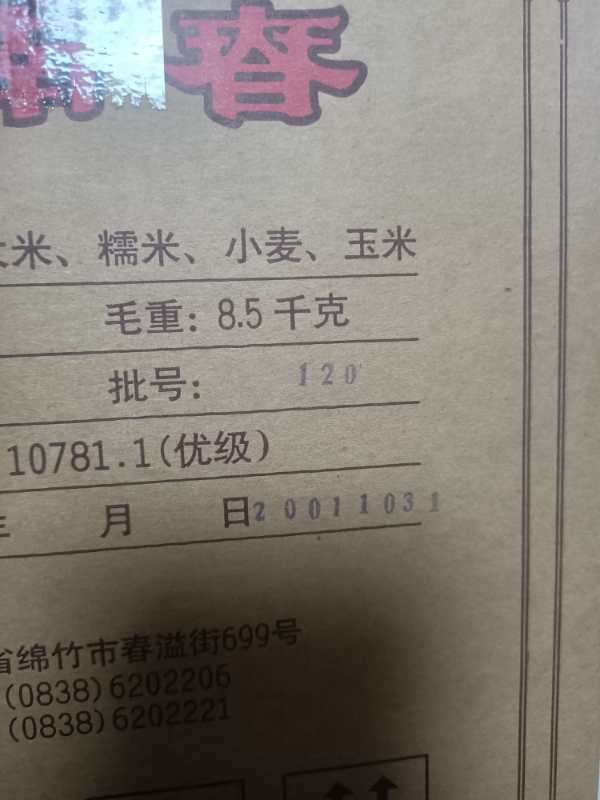 春
米、糯米、小麦、玉米
毛重: 8.5 千克
批号: 120
10781.1(优级)
月 日20011031
省绵竹市春溢街699号
(0838)6202206
(0838)6202221